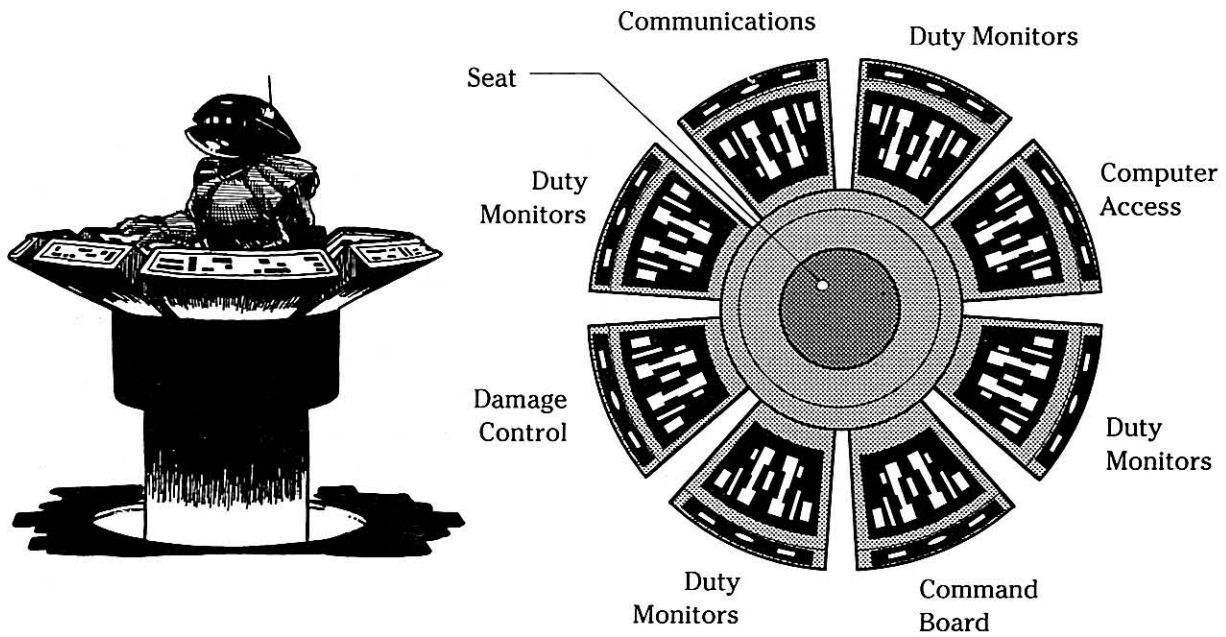 Communications
Duty Monitors
Seat
Duty
Monitors
Computer
Access
Damage
Control
Duty
Monitors
Duty
Monitors
Command
Board